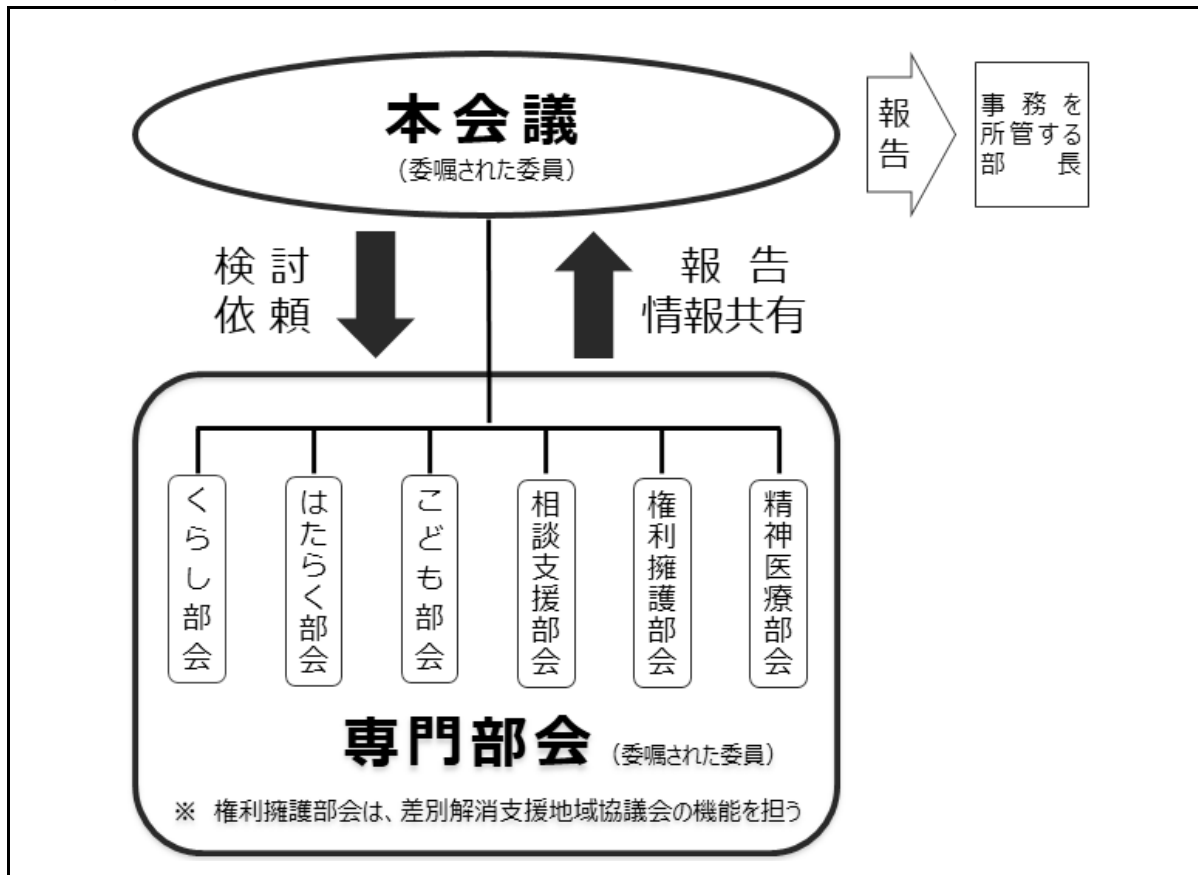 本会議
(委嘱された委員)
報告
事務を
所管する
部長
検討
依頼
報告
情報共有
くらし部会
はたらく部会
こども部会
相談支援部会
権利擁護部会
精神医療部会
専門部会(委嘱された委員)
※ 権利擁護部会は、差別解消支援地域協議会の機能を担う